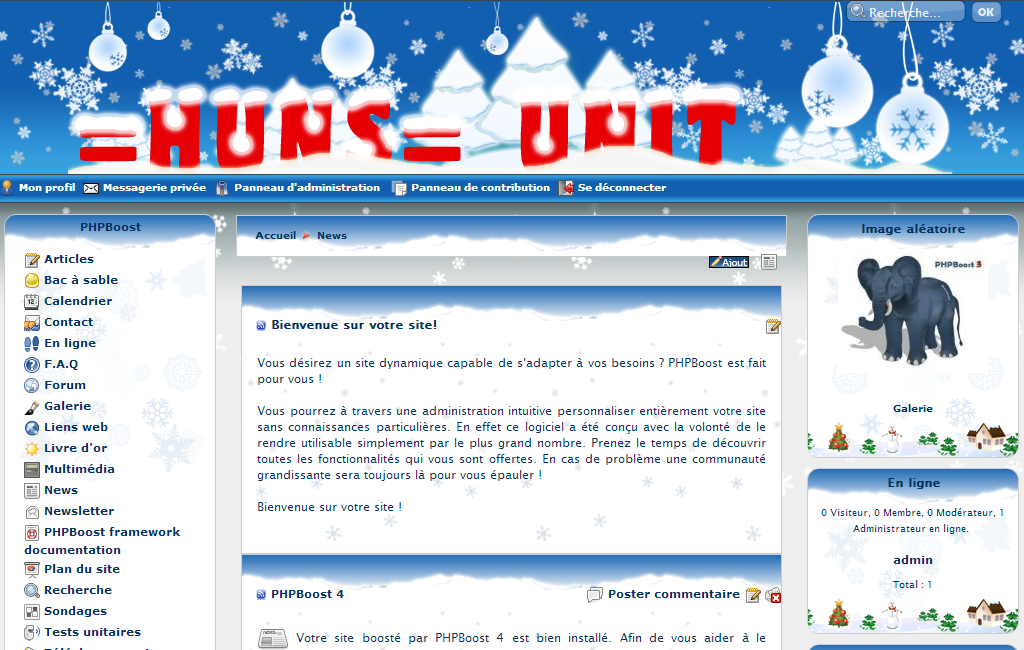 Recherche... OK
=HUNS= UNIT
Mon profil Messagerie privée Panneau d'administration Panneau de contribution Se déconnecter
PHPBoost
Articles
Bac à sable
Calendrier
Contact
En ligne
F.A.Q
Forum
Galerie
Liens web
Livre d'or
Multimédia
News
Newsletter
PHPBoost framework
documentation
Plan du site
Recherche
Sondages
Tests unitaires
Accueil News
Ajout
Bienvenue sur votre site!
Vous désirez un site dynamique capable de s'adapter à vos besoins ? PHPBoost est fait
pour vous !
Vous pourrez à travers une administration intuitive personnaliser entièrement votre site
sans connaissances particulières. En effet ce logiciel a été conçu avec la volonté de le
rendre utilisable simplement par le plus grand nombre. Prenez le temps de découvrir
toutes les fonctionnalités qui vous sont offertes. En cas de problème une communauté
grandissante sera toujours là pour vous épauler !
Bienvenue sur votre site !
PHPBoost 4 Poster commentaire
Votre site boosté par PHPBoost 4 est bien installé. Afin de vous aider à le
Image aléatoire
PHPBoost 3
Galerie
En ligne
0 Visiteur, 0 Membre, 0 Modérateur, 1
Administrateur en ligne.
admin
Total : 1